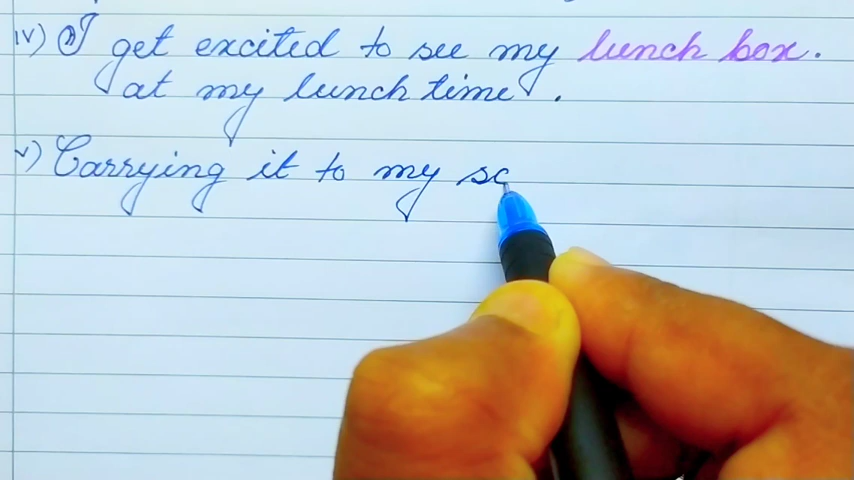 iv) I get excited to see my lunch box.
at my lunch time.
v) Carrying it to my sc